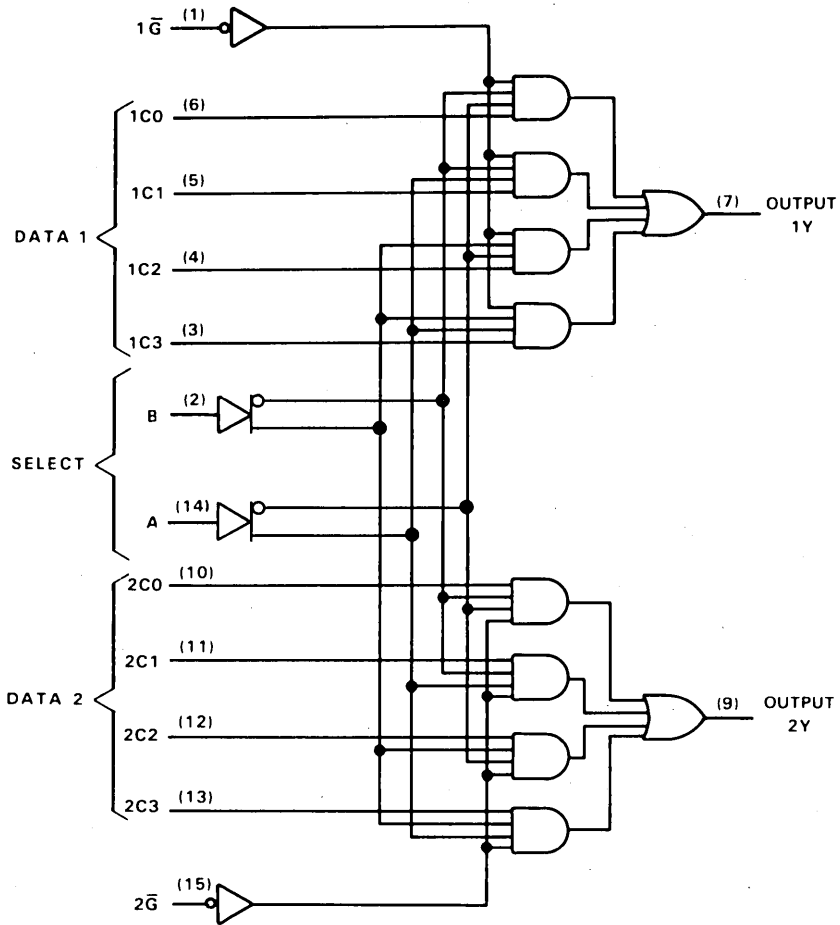 1G̅ (1)
1C0 (6)
1C1 (5)
DATA 1
1C2 (4)
1C3 (3)
B (2)
SELECT
A (14)
2C0 (10)
2C1 (11)
DATA 2
2C2 (12)
2C3 (13)
2G̅ (15)
(7) OUTPUT
1Y
(9) OUTPUT
2Y